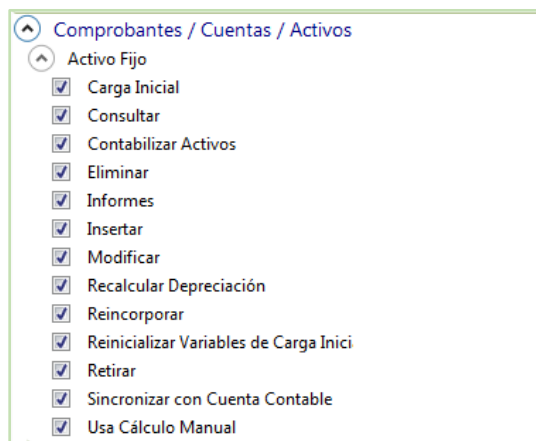 Comprobantes / Cuentas / Activos
Activo Fijo
Carga Inicial
Consultar
Contabilizar Activos
Eliminar
Informes
Insertar
Modificar
Recalcular Depreciación
Reincorporar
Reinicializar Variables de Carga Inici
Retirar
Sincronizar con Cuenta Contable
Usa Cálculo Manual